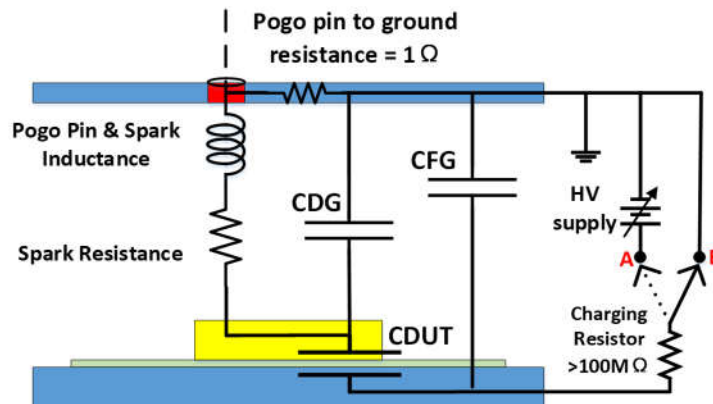 Pogo pin to ground
resistance = 1 Ω
Pogo Pin & Spark
Inductance
CFG
CDG
HV
supply
Spark Resistance
A
CDUT
Charging
Resistor
>100M Ω